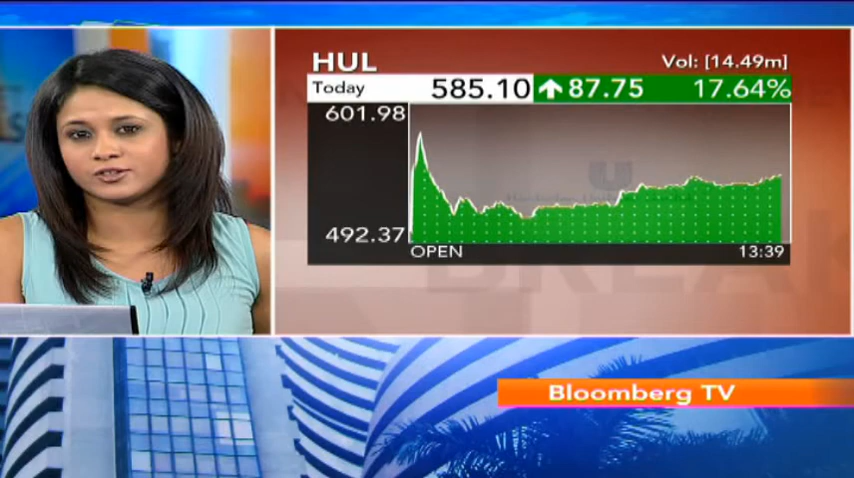 HUL
Vol: [14.49m]
Today 585.10 87.75 17.64%
601.98
492.37
OPEN 13:39
BREAK
Bloomberg TV